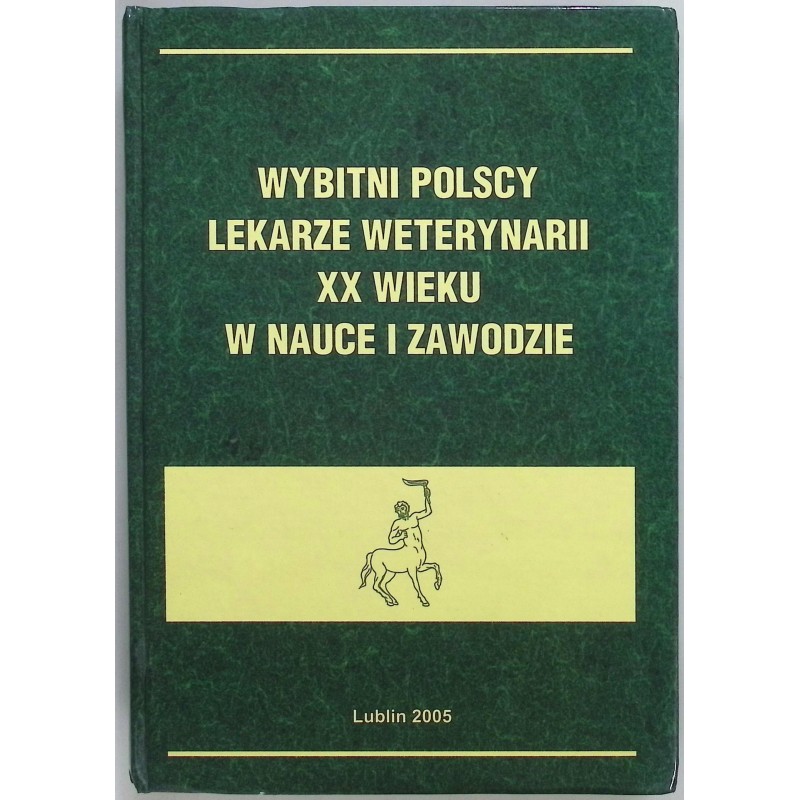 WYBITNI POLSCY
LEKARZE WETERYNARII
XX WIEKU
W NAUCE I ZAWODZIE
Lublin 2005